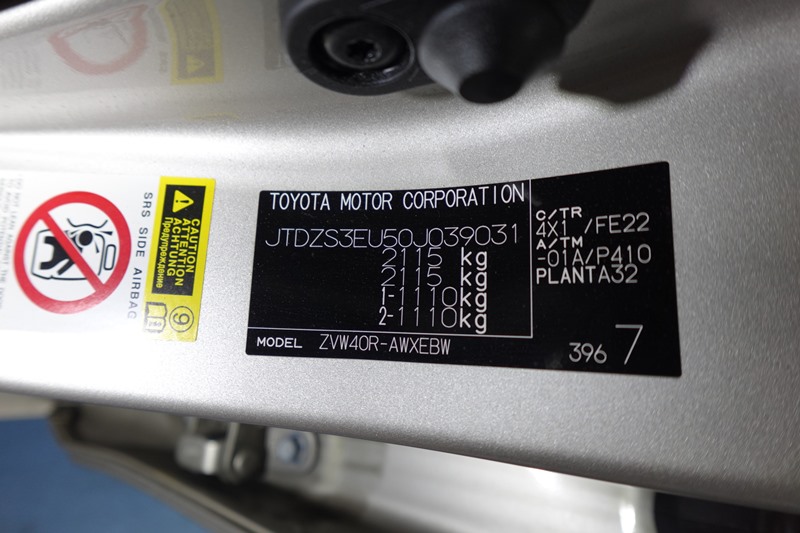 TOYOTA MOTOR CORPORATION
JTDZS3EU50J039031
2115 kg
2115 kg
1-1110kg
2-1110kg
MODEL ZVW40R-AWXEBW
C/TR
4X1 /FE22
A/TM
-01A/P410
PLANTA32
396 7
CAUTION
ATTENTION
ACHTUNG
Предупреждение
SRS SIDE AIRBAG